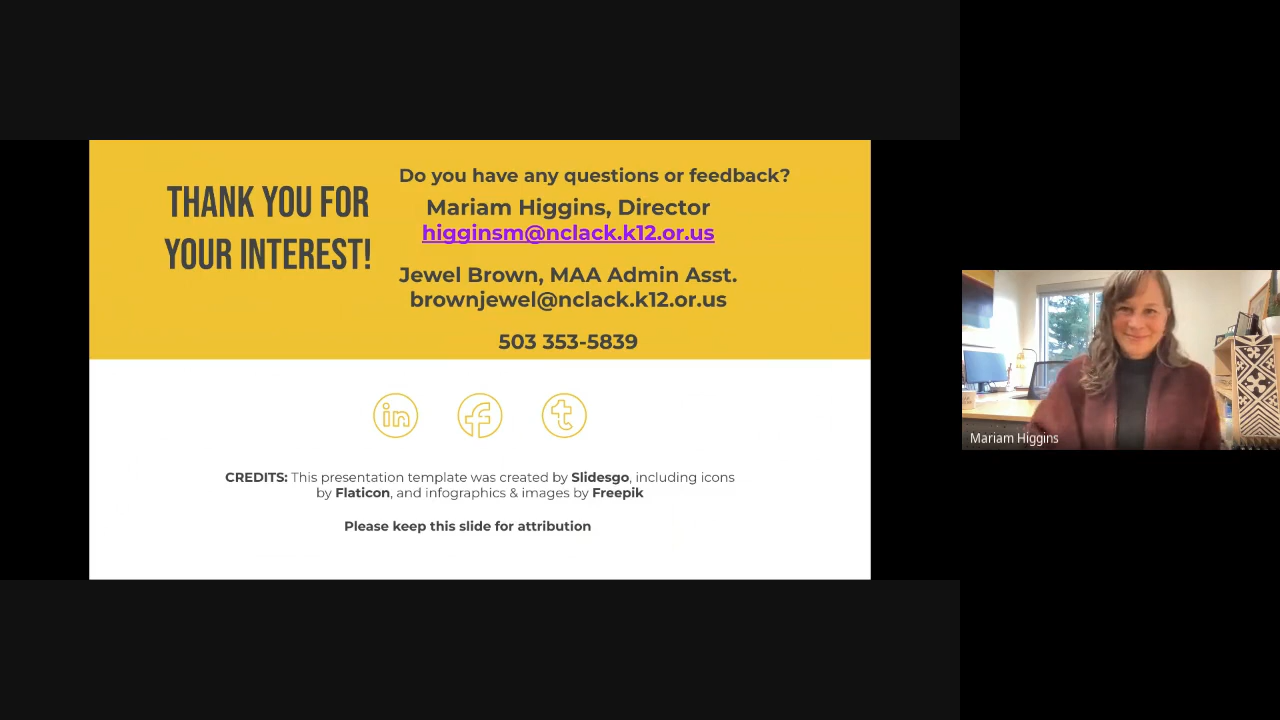 THANK YOU FOR
YOUR INTEREST!
Do you have any questions or feedback?
Mariam Higgins, Director
higginsm@nclack.k12.or.us
Jewel Brown, MAA Admin Asst.
brownjewel@nclack.k12.or.us
503 353-5839
in
f
t
CREDITS: This presentation template was created by Slidesgo, including icons
by Flaticon, and infographics & images by Freepik
Please keep this slide for attribution
Mariam Higgins